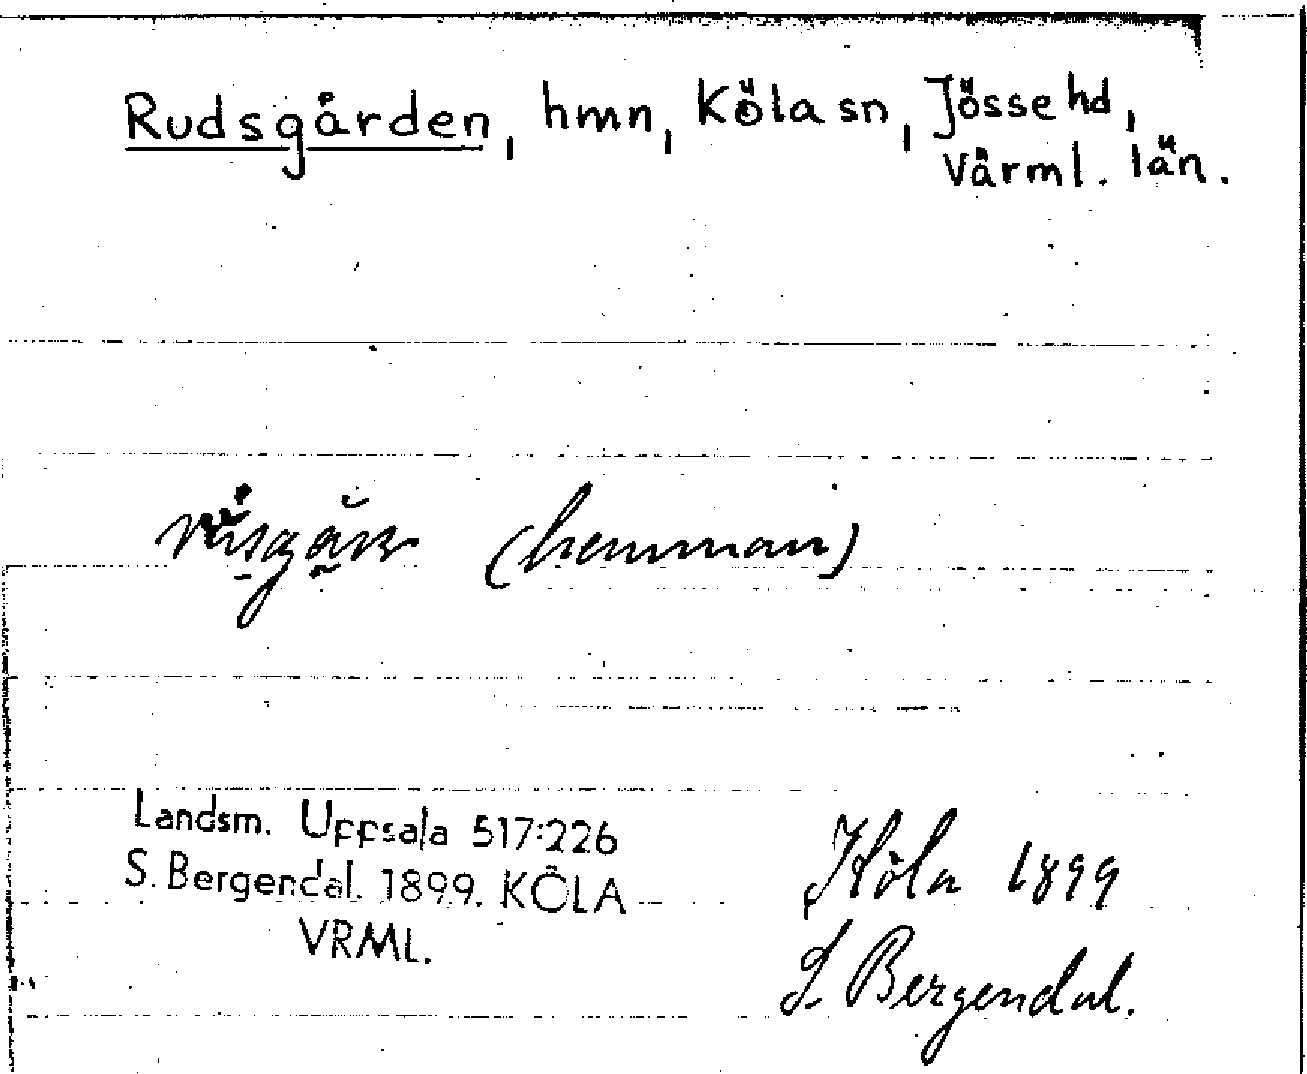 Rudsgården, hmn, Köla sn, Jösse hd,
Värml. län.
(hemman)
Landsm. Uppsala 517:226
S. Bergendal. 1899. KÖLA
VRML.
Köla 1899
S. Bergendal.